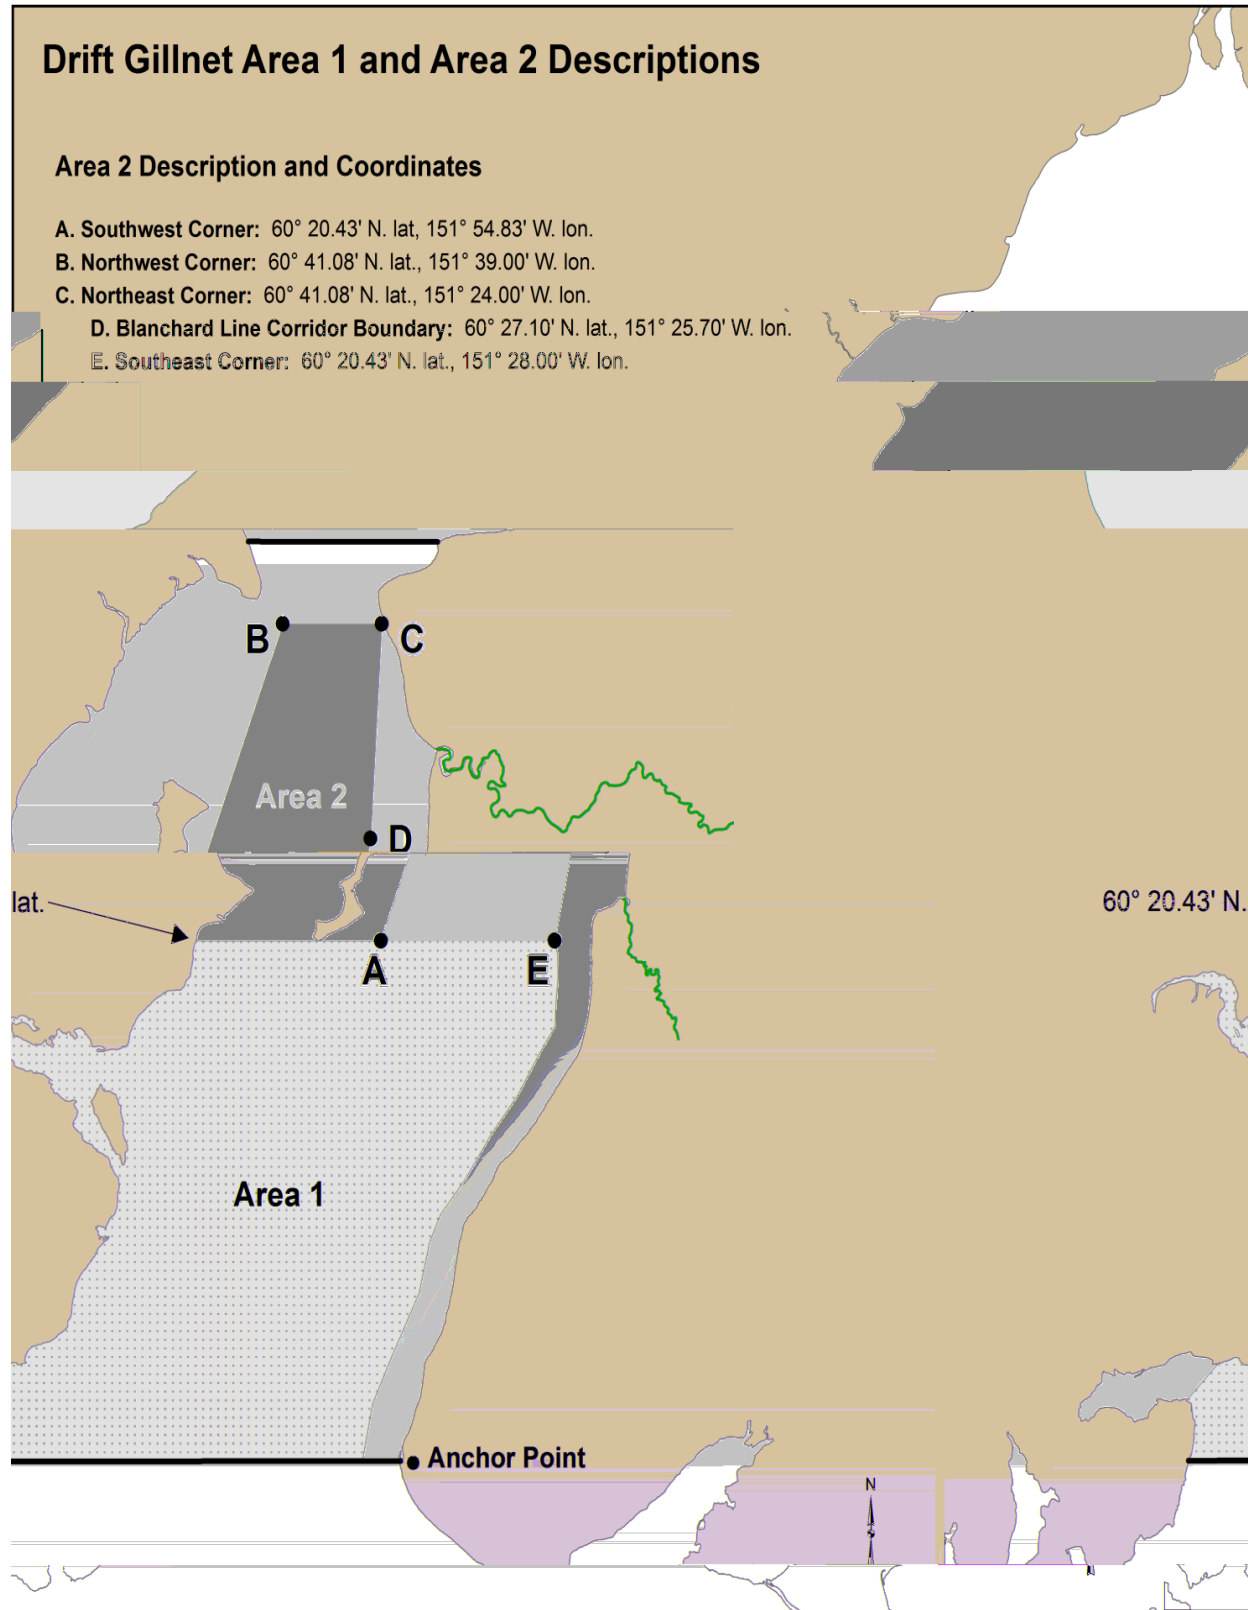 Drift Gillnet Area 1 and Area 2 Descriptions
Area 2 Description and Coordinates
A. Southwest Corner: 60° 20.43' N. lat, 151° 54.83' W. lon.
B. Northwest Corner: 60° 41.08' N. lat., 151° 39.00' W. lon.
C. Northeast Corner: 60° 41.08' N. lat., 151° 24.00' W. lon.
D. Blanchard Line Corridor Boundary: 60° 27.10' N. lat., 151° 25.70' W. lon.
E. Southeast Corner: 60° 20.43' N. lat., 151° 28.00' W. lon.
B
C
Area 2
D
lat.
60° 20.43' N.
A
E
Area 1
Anchor Point
N